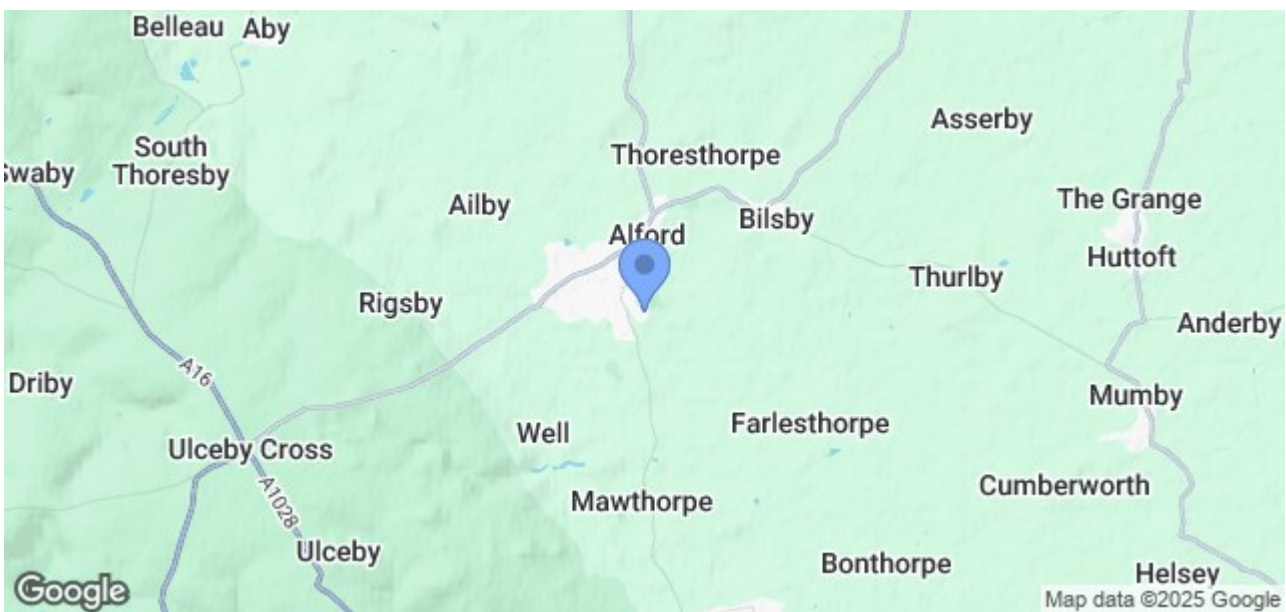 Belleau
Aby
Asserby
South
Thoresby
Thoresthorpe
Swaby
The Grange
Ailby
Bilsby
Alford
Huttoft
Thurlby
Rigsby
Anderby
A16
Driby
Mumby
Farlesthorpe
Well
Ulceby Cross
Cumberworth
Mawthorpe
A1028
Ulceby
Bonthorpe
Helsey
Google
Map data ©2025 Google